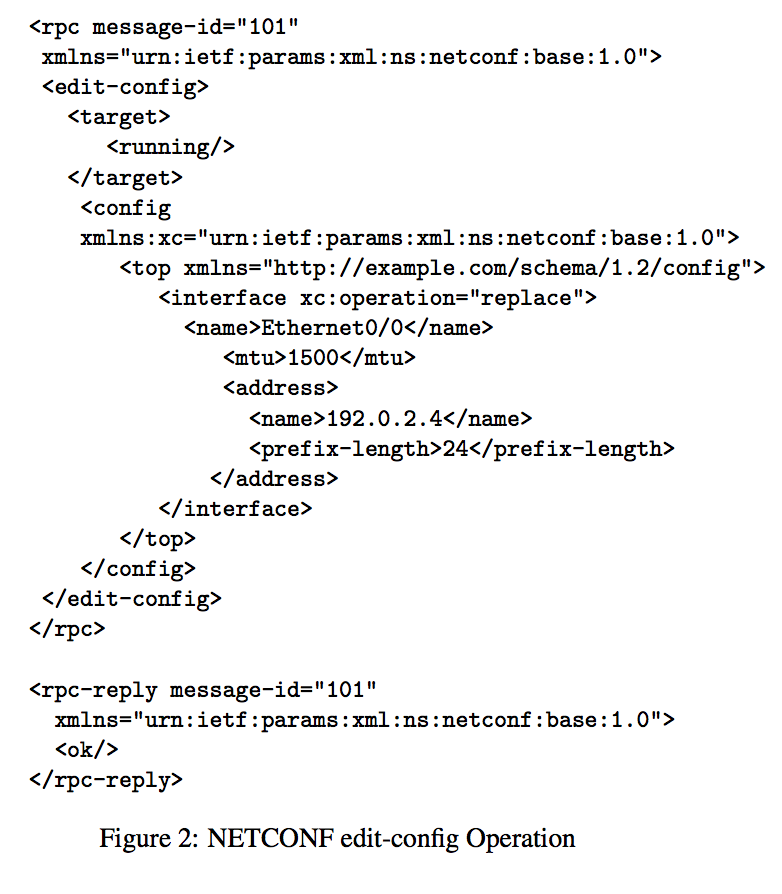 <rpc message-id="101"
xmlns="urn:ietf:params:xml:ns:netconf:base:1.0">
<edit-config>
<target>
<running/>
</target>
<config
xmlns:xc="urn:ietf:params:xml:ns:netconf:base:1.0">
<top xmlns="http://example.com/schema/1.2/config">
<interface xc:operation="replace">
<name>Ethernet0/0</name>
<mtu>1500</mtu>
<address>
<name>192.0.2.4</name>
<prefix-length>24</prefix-length>
</address>
</interface>
</top>
</config>
</edit-config>
</rpc>
<rpc-reply message-id="101"
xmlns="urn:ietf:params:xml:ns:netconf:base:1.0">
<ok/>
</rpc-reply>
Figure 2: NETCONF edit-config Operation